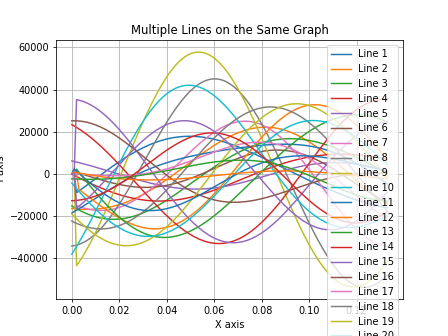 Multiple Lines on the Same Graph
60000
40000
20000
0
−20000
−40000
0.00
0.02
0.04
0.06
0.08
0.10
X axis
Line 1
Line 2
Line 3
Line 4
Line 5
Line 6
Line 7
Line 8
Line 9
Line 10
Line 11
Line 12
Line 13
Line 14
Line 15
Line 16
Line 17
Line 18
Line 19
Line 20